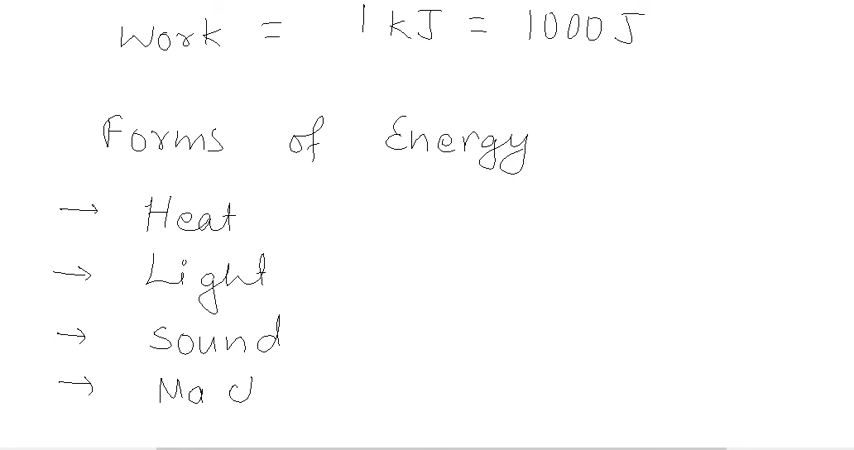 Work = 1 kJ = 1000 J
Forms of Energy
→ Heat
→ Light
→ Sound
→ Ma